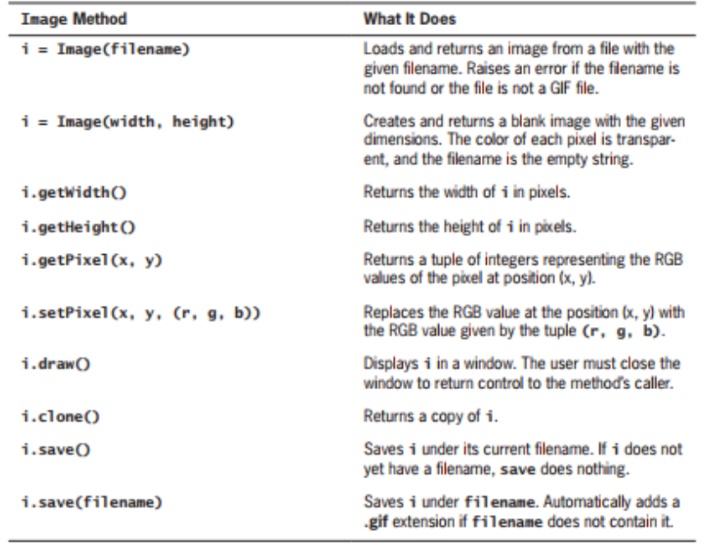 Image Method What It Does
i = Image(filename) Loads and returns an image from a file with the
given filename. Raises an error if the filename is
not found or the file is not a GIF file.
i = Image(width, height) Creates and returns a blank image with the given
dimensions. The color of each pixel is transpar-
ent, and the filename is the empty string.
i.getWidth() Returns the width of i in pixels.
i.getHeight() Returns the height of i in pixels.
i.getPixel(x, y) Returns a tuple of integers representing the RGB
values of the pixel at position (x, y).
i.setPixel(x, y, (r, g, b)) Replaces the RGB value at the position (x, y) with
the RGB value given by the tuple (r, g, b).
i.draw() Displays i in a window. The user must close the
window to return control to the method's caller.
i.clone() Returns a copy of i.
i.save() Saves i under its current filename. If i does not
yet have a filename, save does nothing.
i.save(filename) Saves i under filename. Automatically adds a
.gif extension if filename does not contain it.